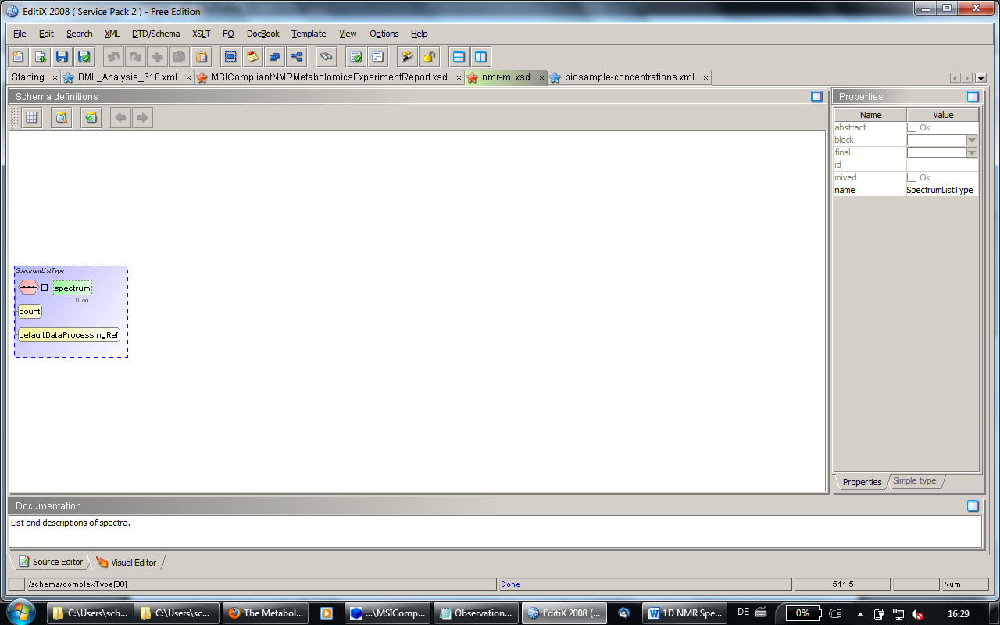 EditiX 2008 ( Service Pack 2 ) - Free Edition
File Edit Search XML DTD/Schema XSLT FO DocBook Template View Options Help
Starting × BML_Analysis_610.xml × MSICompliantNMRMetabolomicsExperimentReport.xsd × nmr-ml.xsd × biosample-concentrations.xml ×
Schema definitions
SpectrumListType
spectrum
0..∞
count
defaultDataProcessingRef
Properties
Name Value
abstract Ok
block
final
id
mixed Ok
name SpectrumListType
Properties Simple type
Documentation
List and descriptions of spectra.
Source Editor Visual Editor
/schema/complexType[30] Done 511:5 Num
C:\Users\sch... C:\Users\sc... The Metabol... ...\MSIComp... Observation... EditiX 2008 (... 1D NMR Spe... DE 0% 16:29